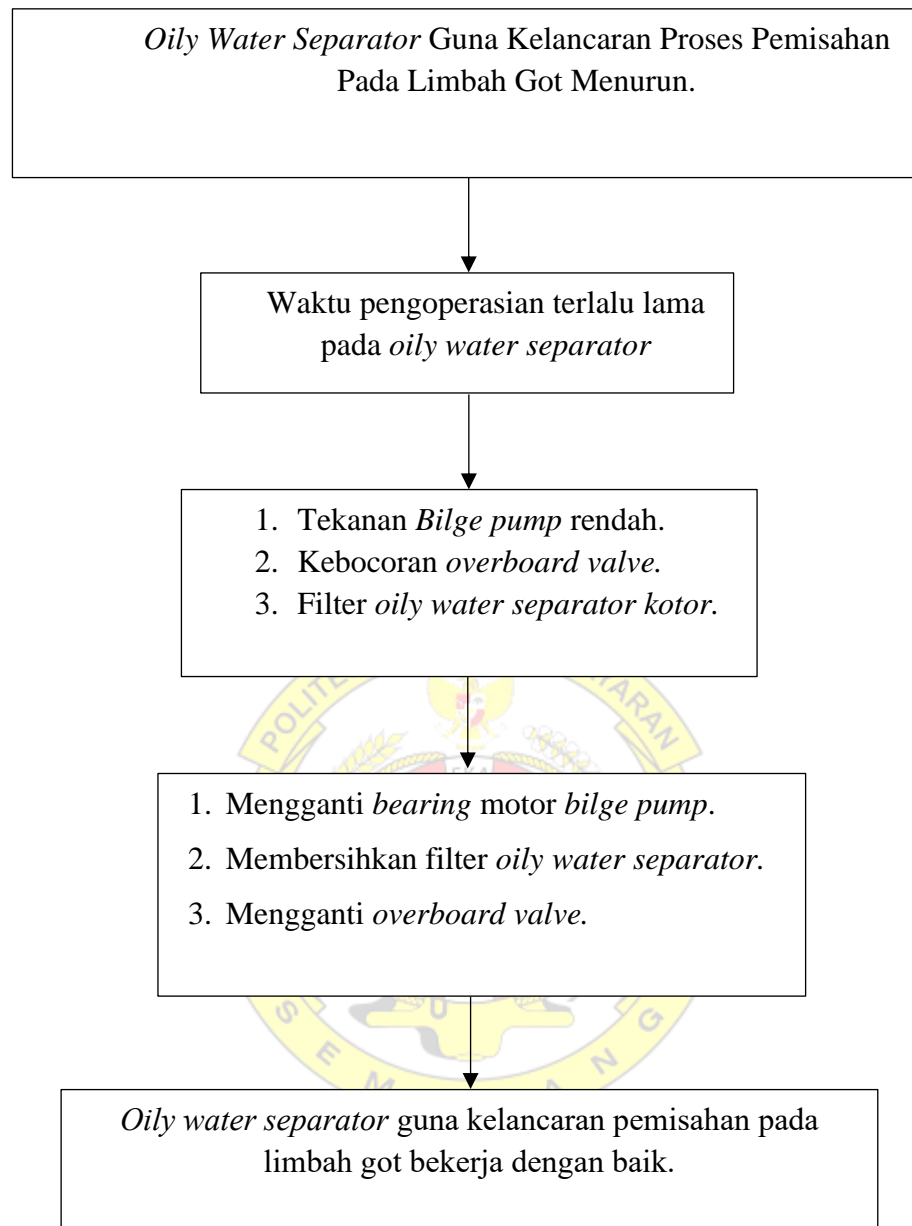 Oily Water Separator Guna Kelancaran Proses Pemisahan
Pada Limbah Got Menurun.
Waktu pengoperasian terlalu lama
pada oily water separator
1. Tekanan Bilge pump rendah.
2. Kebocoran overboard valve.
3. Filter oily water separator kotor.
1. Mengganti bearing motor bilge pump.
2. Membersihkan filter oily water separator.
3. Mengganti overboard valve.
Oily water separator guna kelancaran pemisahan pada
limbah got bekerja dengan baik.